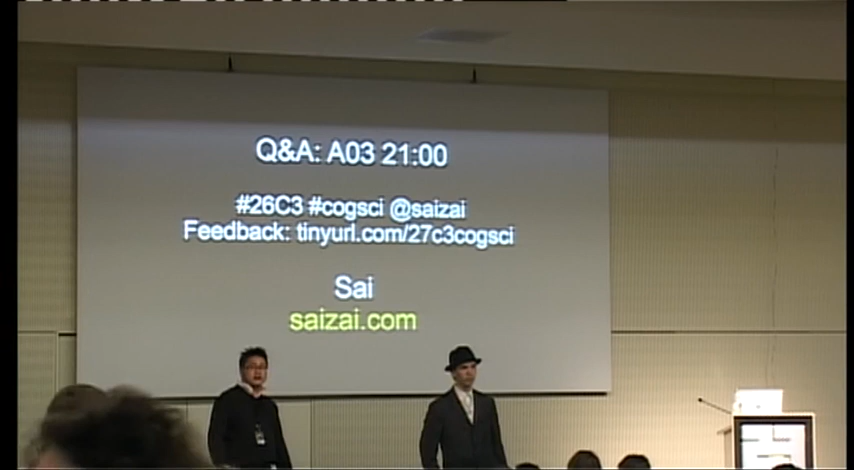 Q&A: A03 21:00
#26C3 #cogsci @saizai
Feedback: tinyurl.com/27c3cogsci
Sai
saizai.com